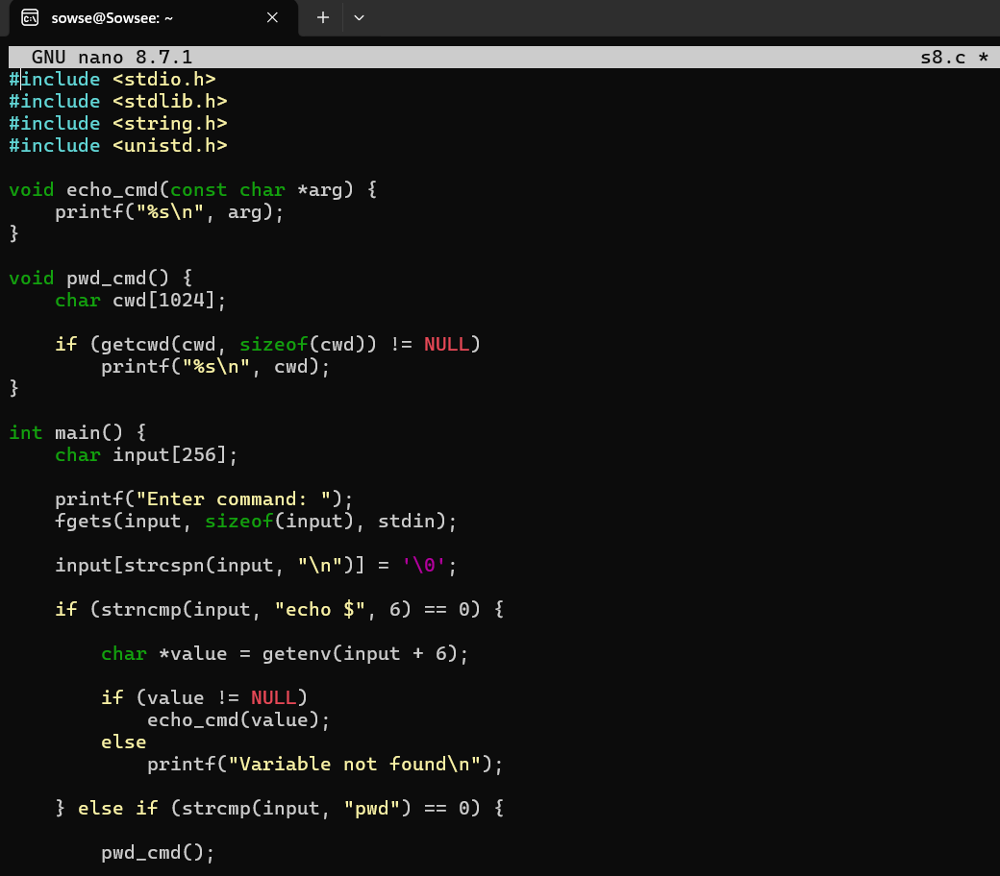 sowse@Sowsee: ~
GNU nano 8.7.1 s8.c *
#include <stdio.h>
#include <stdlib.h>
#include <string.h>
#include <unistd.h>

void echo_cmd(const char *arg) {
    printf("%s\n", arg);
}

void pwd_cmd() {
    char cwd[1024];

    if (getcwd(cwd, sizeof(cwd)) != NULL)
        printf("%s\n", cwd);
}

int main() {
    char input[256];

    printf("Enter command: ");
    fgets(input, sizeof(input), stdin);

    input[strcspn(input, "\n")] = '\0';

    if (strncmp(input, "echo $", 6) == 0) {

        char *value = getenv(input + 6);

        if (value != NULL)
            echo_cmd(value);
        else
            printf("Variable not found\n");

    } else if (strcmp(input, "pwd") == 0) {

        pwd_cmd();